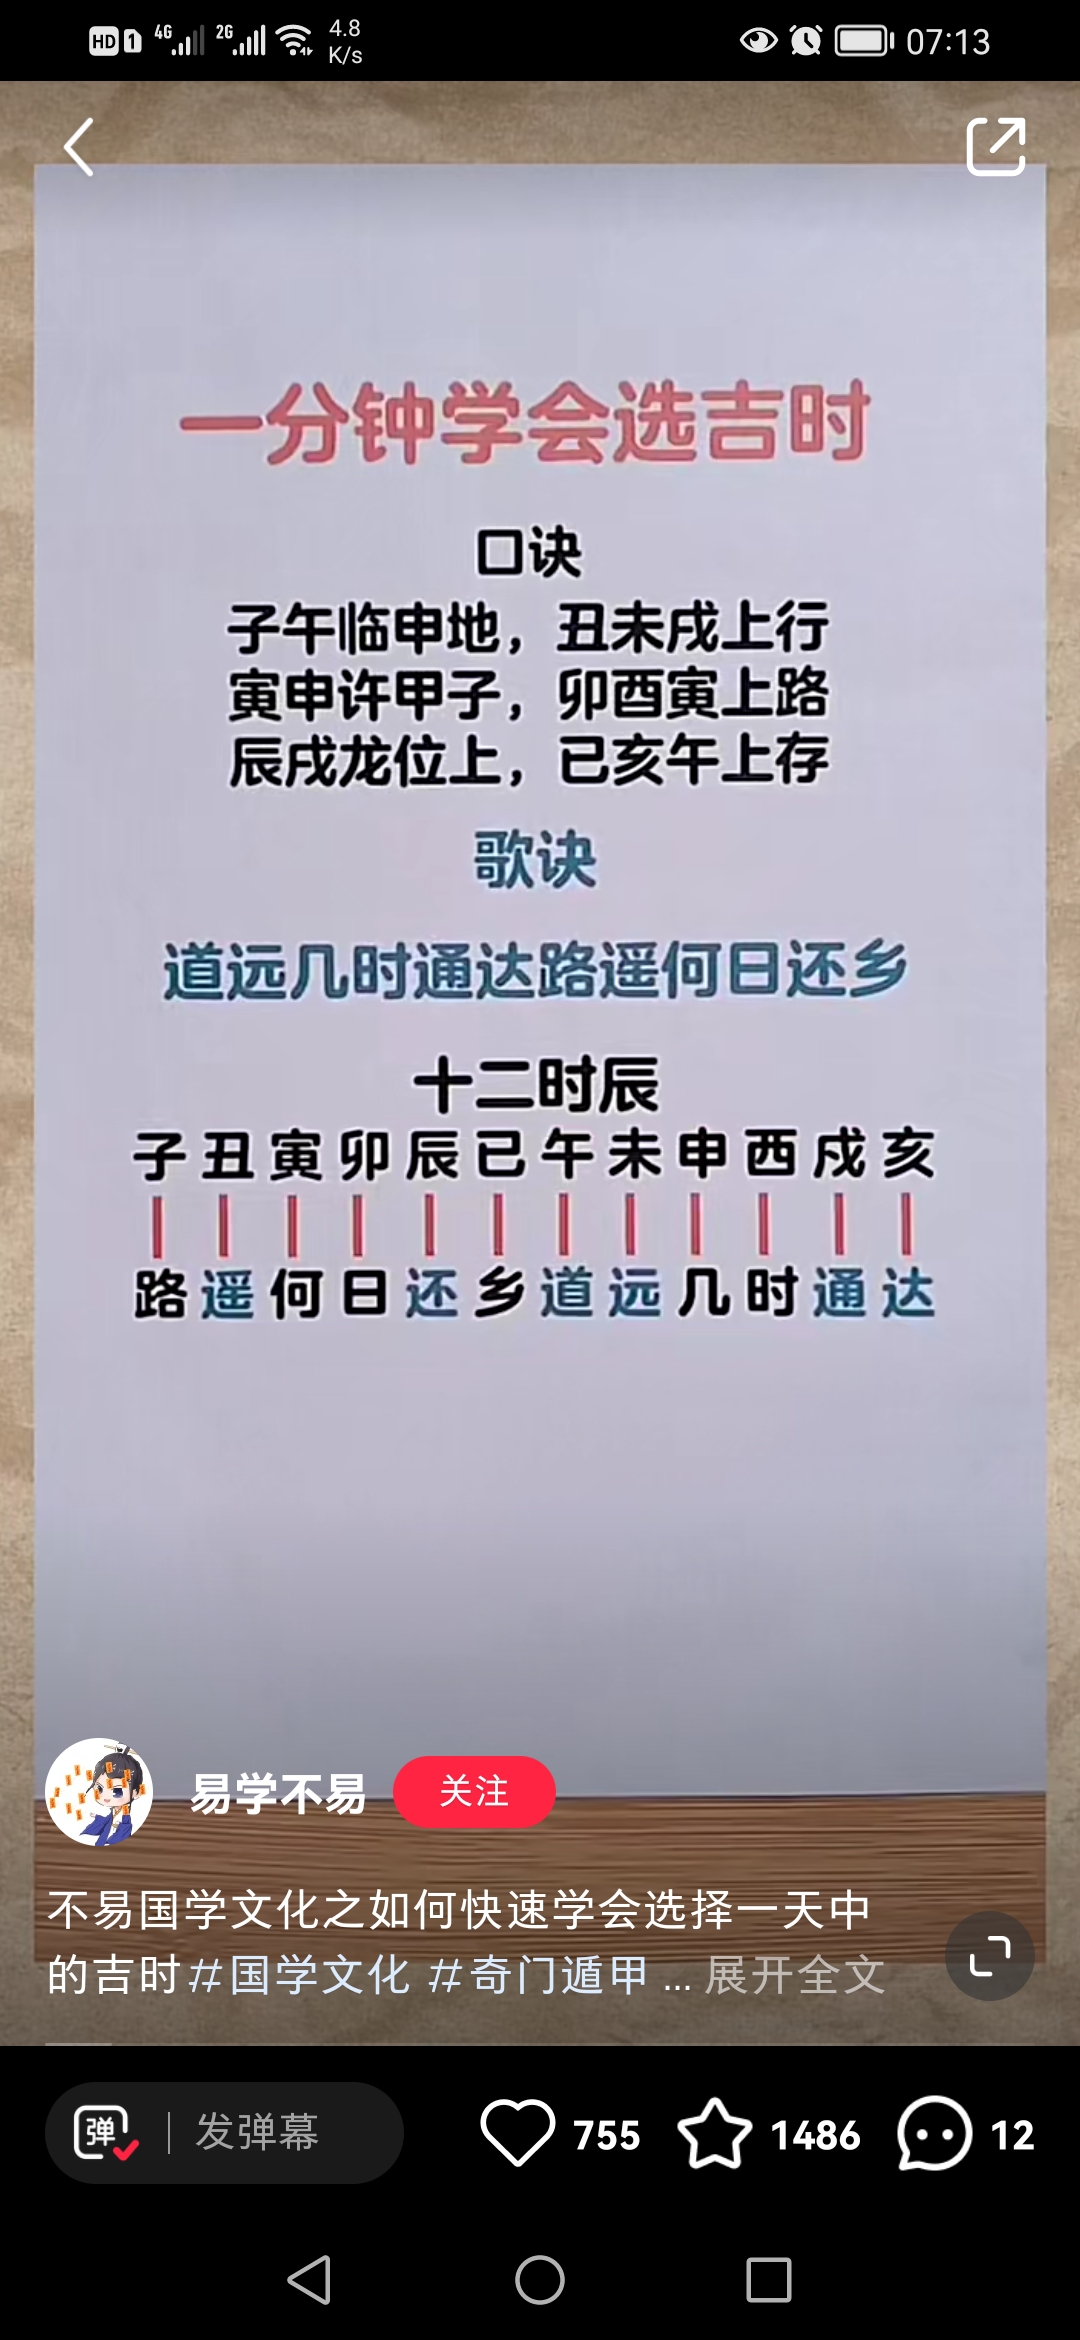 HD 1 4G 2G 4.8 K/s 07:13
一分钟学会选吉时
口诀
子午临申地，丑未戌上行
寅申许甲子，卯酉寅上路
辰戌龙位上，已亥午上存
歌诀
道远几时通达路遥何日还乡
十二时辰
子丑寅卯辰已午未申西戍亥
路遥何日还乡道远几时通达
易学不易 关注
不易国学文化之如何快速学会选择一天中
的吉时#国学文化 #奇门遁甲 ... 展开全文
弹 发弹幕 755 1486 12